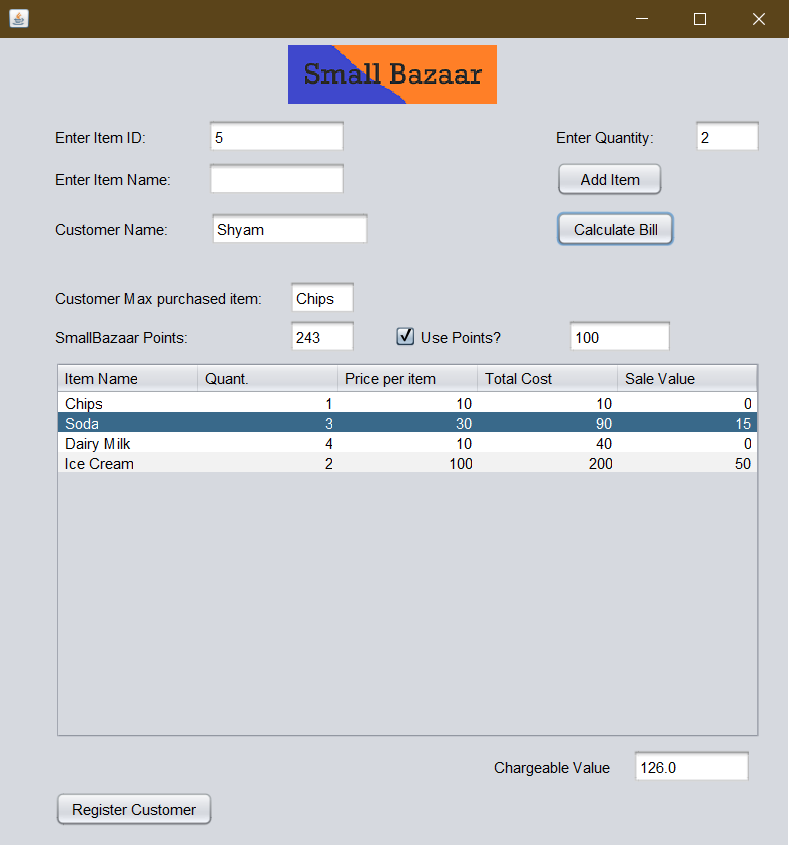 Small Bazaar
Enter Item ID: 5 Enter Quantity: 2
Enter Item Name: Add Item
Customer Name: Shyam Calculate Bill
Customer Max purchased item: Chips
SmallBazaar Points: 243 Use Points? 100
Item Name Quant. Price per item Total Cost Sale Value
Chips 1 10 10 0
Soda 3 30 90 15
Dairy Milk 4 10 40 0
Ice Cream 2 100 200 50
Chargeable Value 126.0
Register Customer